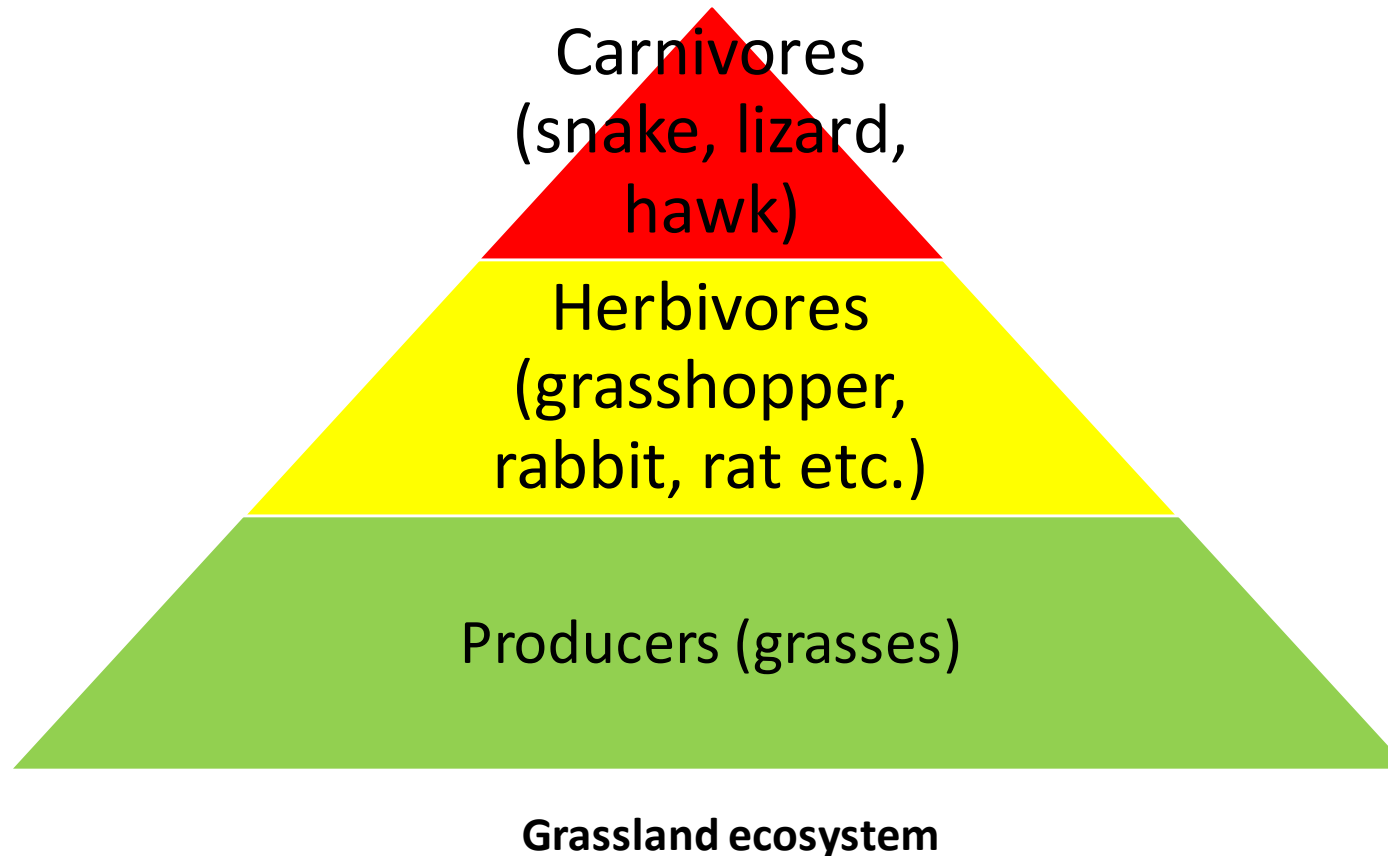 Carnivores
(snake, lizard,
hawk)
Herbivores
(grasshopper,
rabbit, rat etc.)
Producers (grasses)
Grassland ecosystem